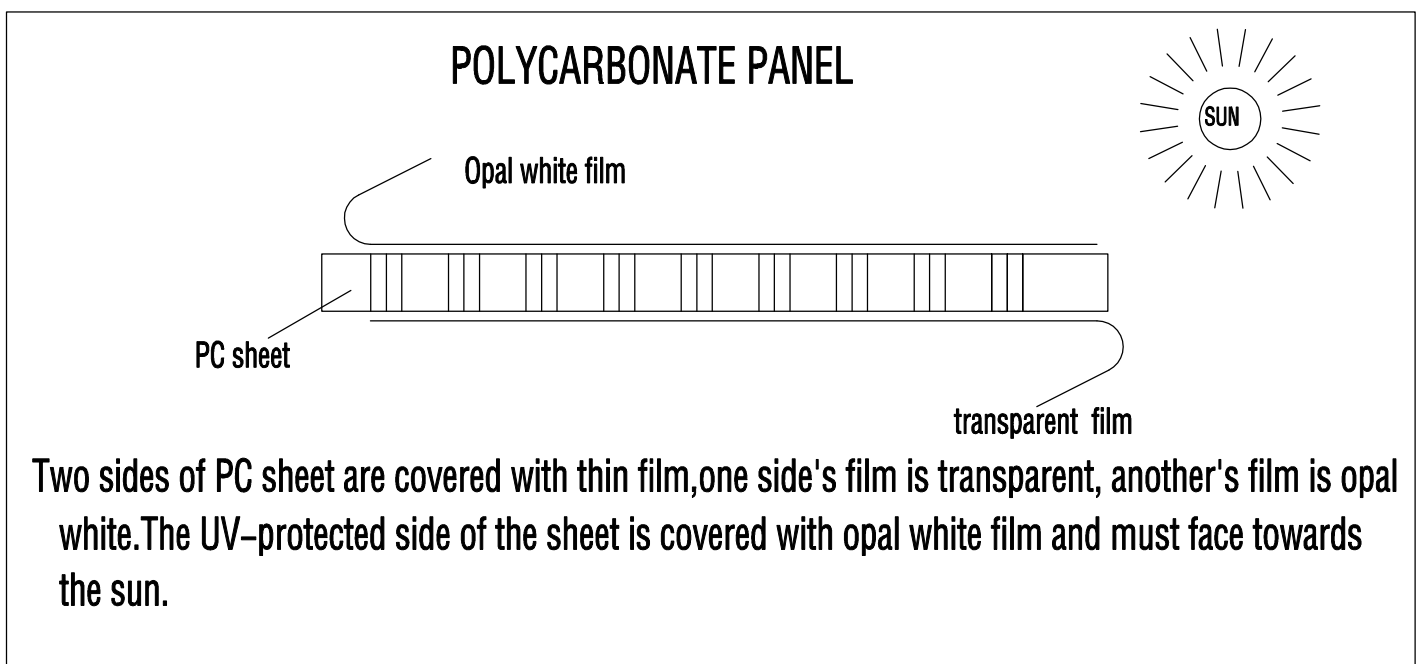 POLYCARBONATE PANEL
SUN
Opal white film
PC sheet
transparent film
Two sides of PC sheet are covered with thin film,one side's film is transparent, another's film is opal
white.The UV-protected side of the sheet is covered with opal white film and must face towards
the sun.